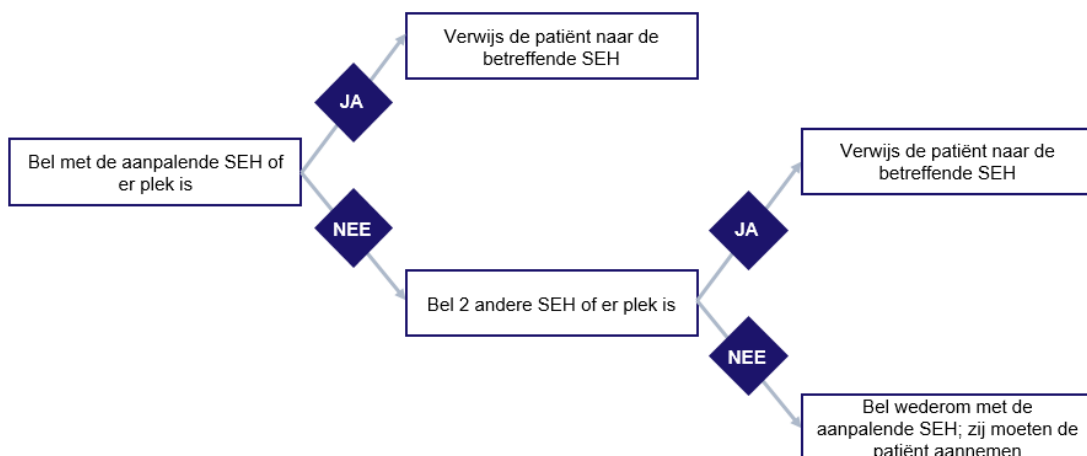 Verwijs de patiënt naar de
betreffende SEH
JA
Bel met de aanpalende SEH of
er plek is
NEE
Verwijs de patiënt naar de
betreffende SEH
JA
Bel 2 andere SEH of er plek is
NEE
Bel wederom met de
aanpalende SEH; zij moeten de
patiënt aannemen